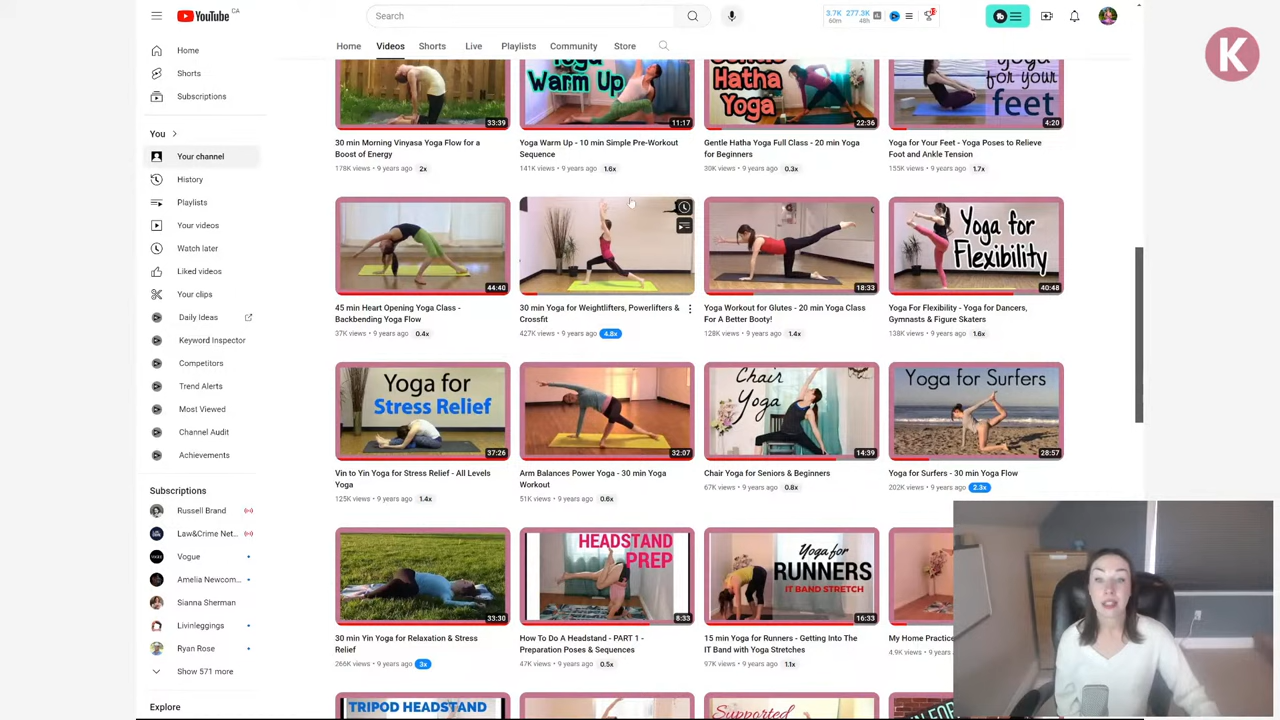 YouTube CA
Search
3.7K 277.3K
60m 48h
K
Home
Shorts
Subscriptions
You
Your channel
History
Playlists
Your videos
Watch later
Liked videos
Your clips
Daily Ideas
Keyword Inspector
Competitors
Trend Alerts
Most Viewed
Channel Audit
Achievements
Subscriptions
Russell Brand
Law&Crime Net...
Vogue
Amelia Newcom...
Sianna Sherman
Livinleggings
Ryan Rose
Show 571 more
Explore
Home Videos Shorts Live Playlists Community Store
33:39
30 min Morning Vinyasa Yoga Flow for a
Boost of Energy
178K views • 9 years ago 2x
Yoga
Warm Up
11:17
Yoga Warm Up - 10 min Simple Pre-Workout
Sequence
141K views • 9 years ago 1.6x
Gentle
Hatha
Yoga
22:36
Gentle Hatha Yoga Full Class - 20 min Yoga
for Beginners
30K views • 9 years ago 0.3x
yoga
for your
feet
4:20
Yoga for Your Feet - Yoga Poses to Relieve
Foot and Ankle Tension
155K views • 9 years ago 1.7x
44:40
45 min Heart Opening Yoga Class -
Backbending Yoga Flow
37K views • 9 years ago 0.4x
30 min Yoga for Weightlifters, Powerlifters &
Crossfit
427K views • 9 years ago 4.8x
18:33
Yoga Workout for Glutes - 20 min Yoga Class
For A Better Booty!
128K views • 9 years ago 1.4x
Yoga for
Flexibility
40:48
Yoga For Flexibility - Yoga for Dancers,
Gymnasts & Figure Skaters
138K views • 9 years ago 1.6x
Yoga for
Stress Relief
37:26
Vin to Yin Yoga for Stress Relief - All Levels
Yoga
125K views • 9 years ago 1.4x
32:07
Arm Balances Power Yoga - 30 min Yoga
Workout
51K views • 9 years ago 0.6x
Chair
Yoga
14:39
Chair Yoga for Seniors & Beginners
67K views • 9 years ago 0.8x
Yoga for Surfers
28:57
Yoga for Surfers - 30 min Yoga Flow
202K views • 9 years ago 2.3x
33:30
30 min Yin Yoga for Relaxation & Stress
Relief
266K views • 9 years ago 3x
HEADSTAND
PREP
8:33
How To Do A Headstand - PART 1 -
Preparation Poses & Sequences
47K views • 9 years ago 0.5x
Yoga for
RUNNERS
IT BAND STRETCH
16:33
15 min Yoga for Runners - Getting Into The
IT Band with Yoga Stretches
97K views • 9 years ago 1.1x
My Home Practice
4.9K views • 9 years
TRIPOD HEADSTAND
Supported